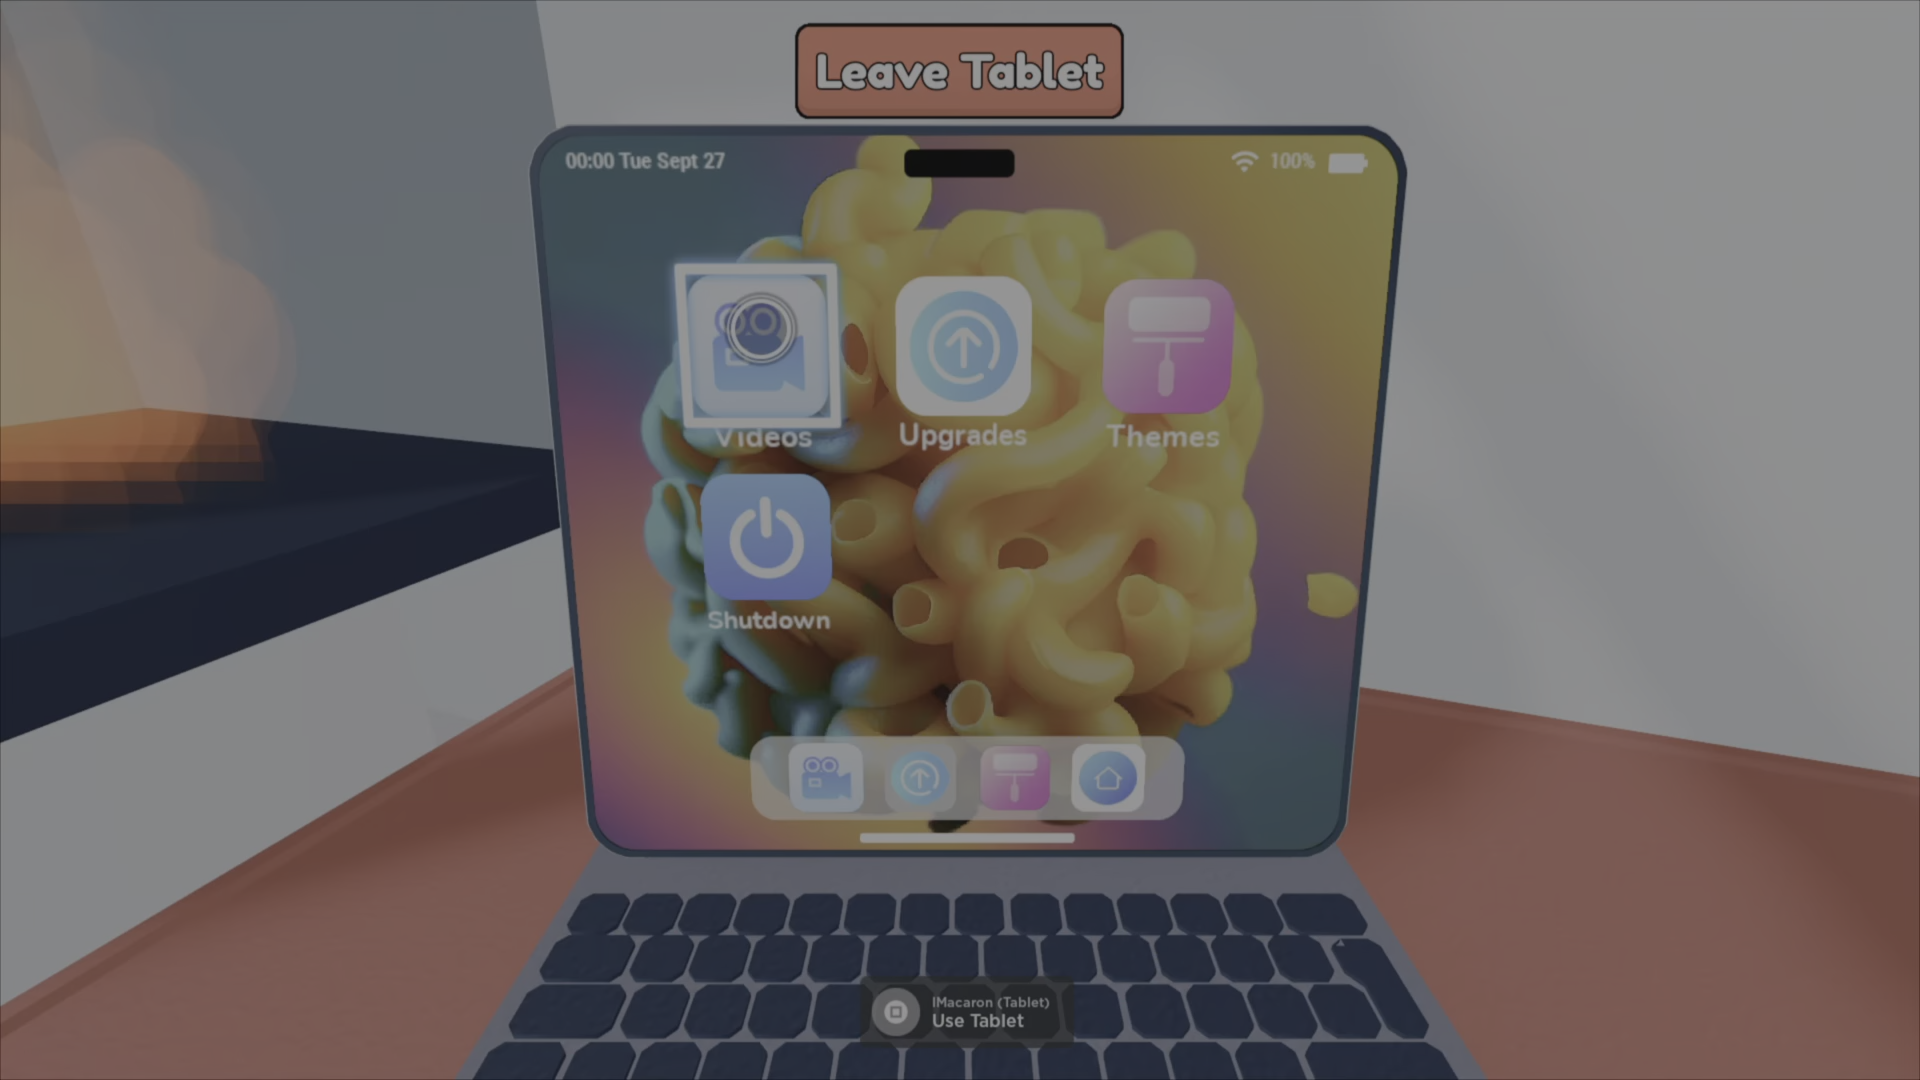 Leave Tablet
00:00 Tue Sept 27
100%
Videos
Upgrades
Themes
Shutdown
IMacaron (Tablet)
Use Tablet